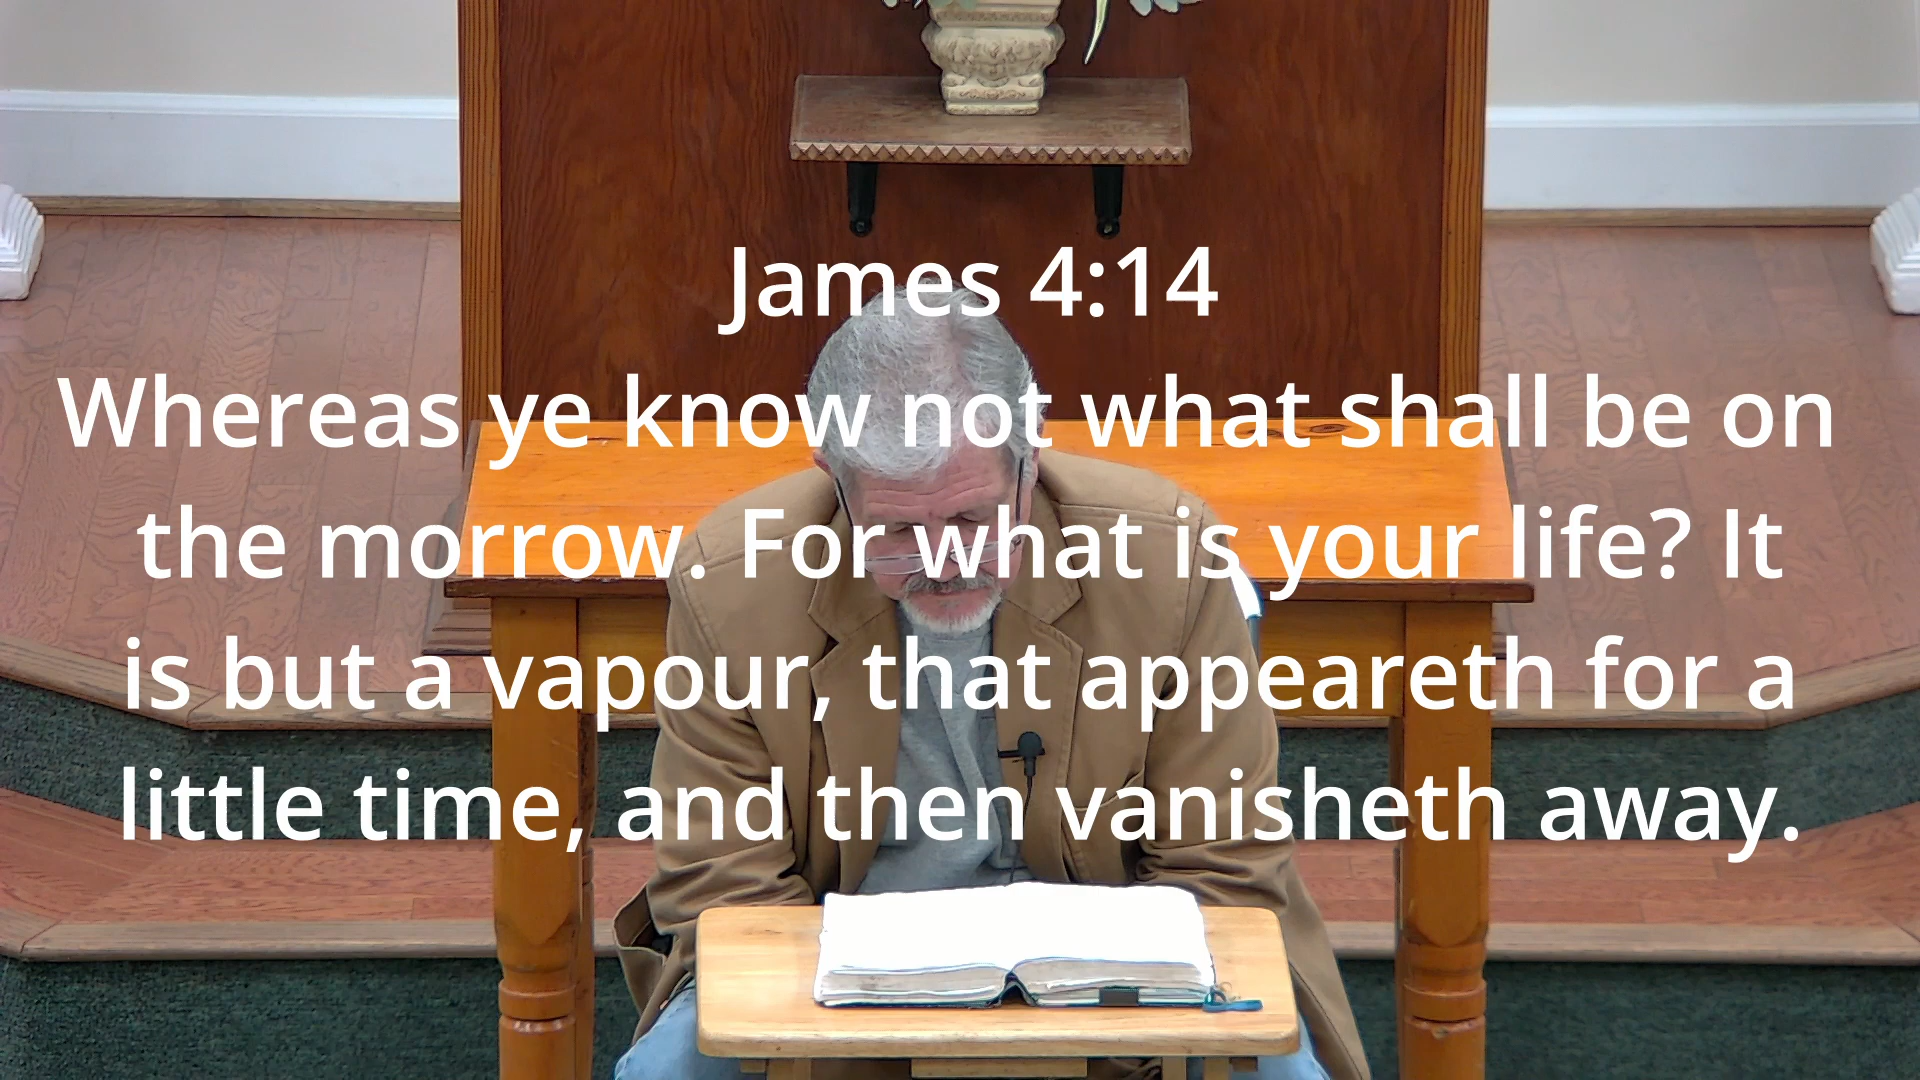 James 4:14
Whereas ye know not what shall be on
the morrow. For what is your life? It
is but a vapour, that appeareth for a
little time, and then vanisheth away.